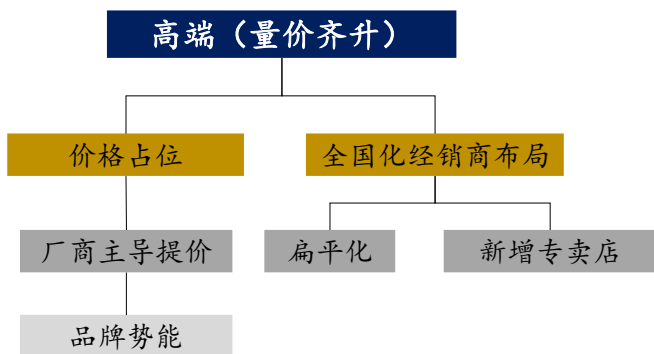 高端（量价齐升）
价格占位
全国化经销商布局
厂商主导提价
扁平化
新增专卖店
品牌势能